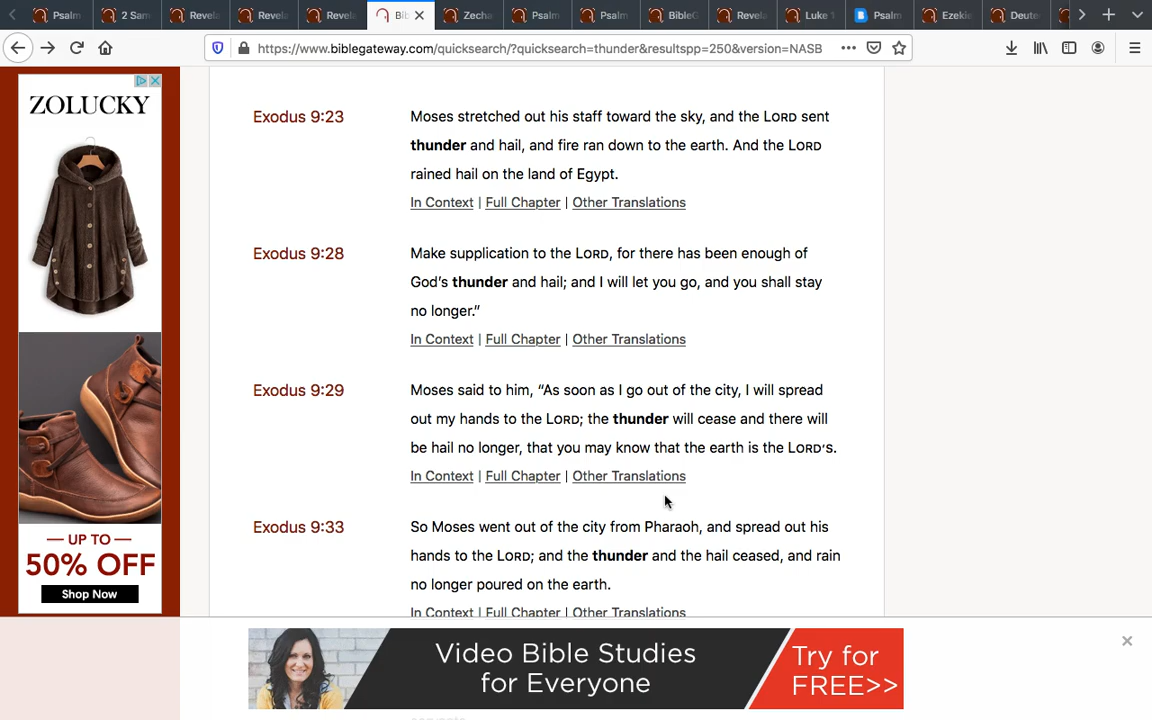 Psalm
2 Sam
Revela
Revela
Revela
Bib
Zecha
Psalm
Psalm
BibleG
Revela
Luke 1
Psalm
Ezekie
Deute
https://www.biblegateway.com/quicksearch/?quicksearch=thunder&resultspp=250&version=NASB
ZOLUCKY
— UP TO —
50% OFF
Shop Now
Exodus 9:23
Moses stretched out his staff toward the sky, and the LORD sent
thunder and hail, and fire ran down to the earth. And the LORD
rained hail on the land of Egypt.
In Context | Full Chapter | Other Translations
Exodus 9:28
Make supplication to the LORD, for there has been enough of
God’s thunder and hail; and I will let you go, and you shall stay
no longer.”
In Context | Full Chapter | Other Translations
Exodus 9:29
Moses said to him, “As soon as I go out of the city, I will spread
out my hands to the LORD; the thunder will cease and there will
be hail no longer, that you may know that the earth is the LORD’S.
In Context | Full Chapter | Other Translations
Exodus 9:33
So Moses went out of the city from Pharaoh, and spread out his
hands to the LORD; and the thunder and the hail ceased, and rain
no longer poured on the earth.
In Context | Full Chapter | Other Translations
Video Bible Studies
for Everyone
Try for
FREE>>